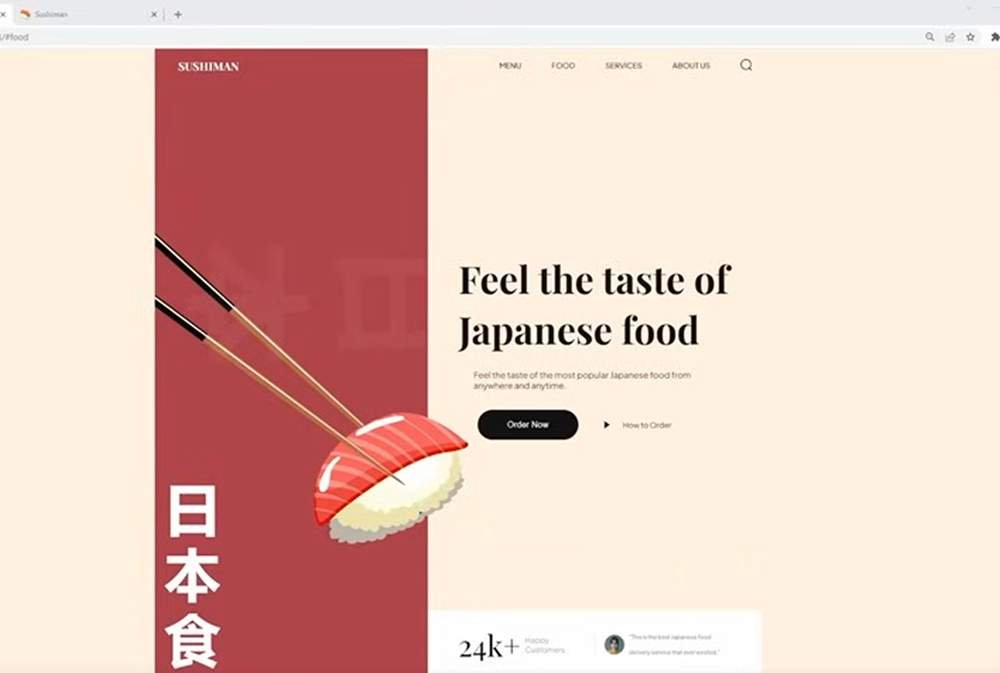 Sushiman
/#food
SUSHIMAN
MENU
FOOD
SERVICES
ABOUT US
Feel the taste of
Japanese food
Feel the taste of the most popular Japanese food from
anywhere and anytime.
Order Now
How to Order
日
本
食
24k+
Happy
Customers
"This is the best Japanese food
delivery service that ever existed."